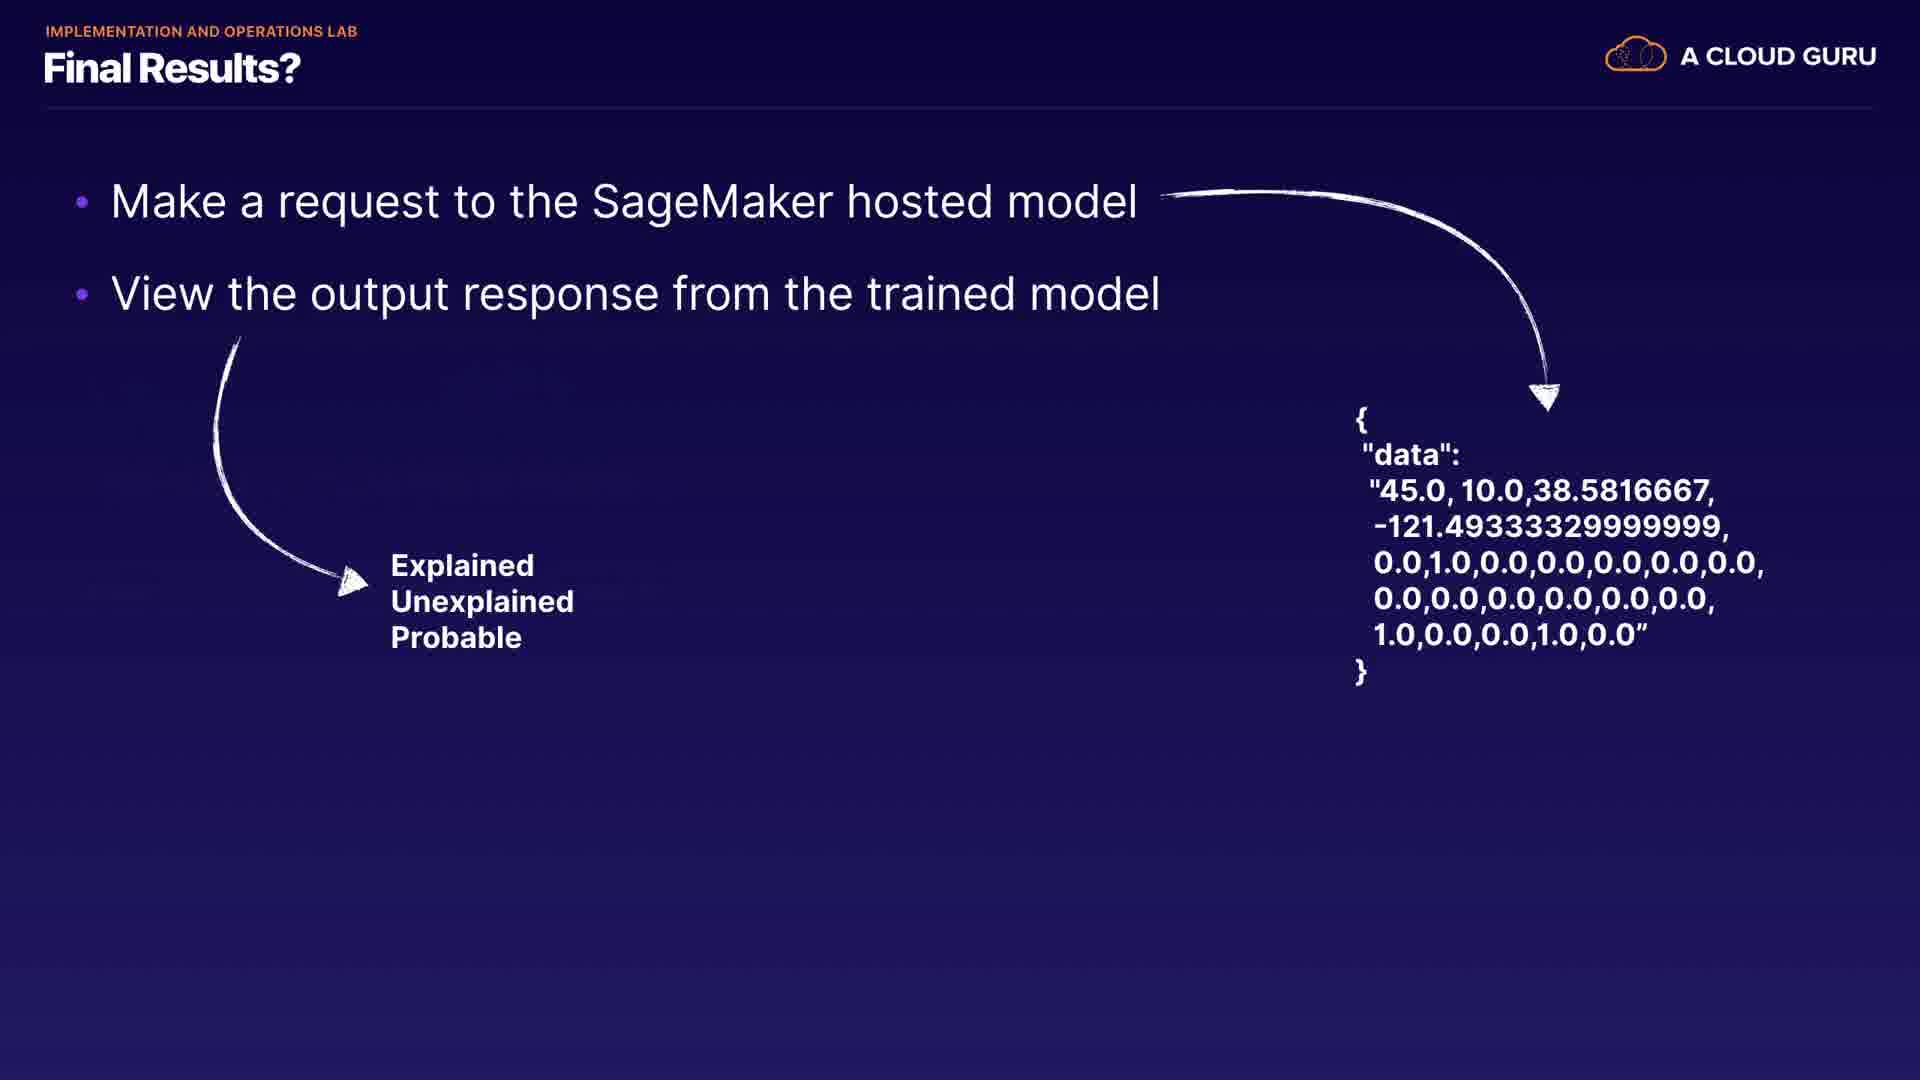 IMPLEMENTATION AND OPERATIONS LAB
Final Results?
A CLOUD GURU
• Make a request to the SageMaker hosted model
• View the output response from the trained model
Explained
Unexplained
Probable
{
"data":
"45.0, 10.0,38.5816667,
-121.49333329999999,
0.0,1.0,0.0,0.0,0.0,0.0,0.0,
0.0,0.0,0.0,0.0,0.0,0.0,
1.0,0.0,0.0,1.0,0.0”
}